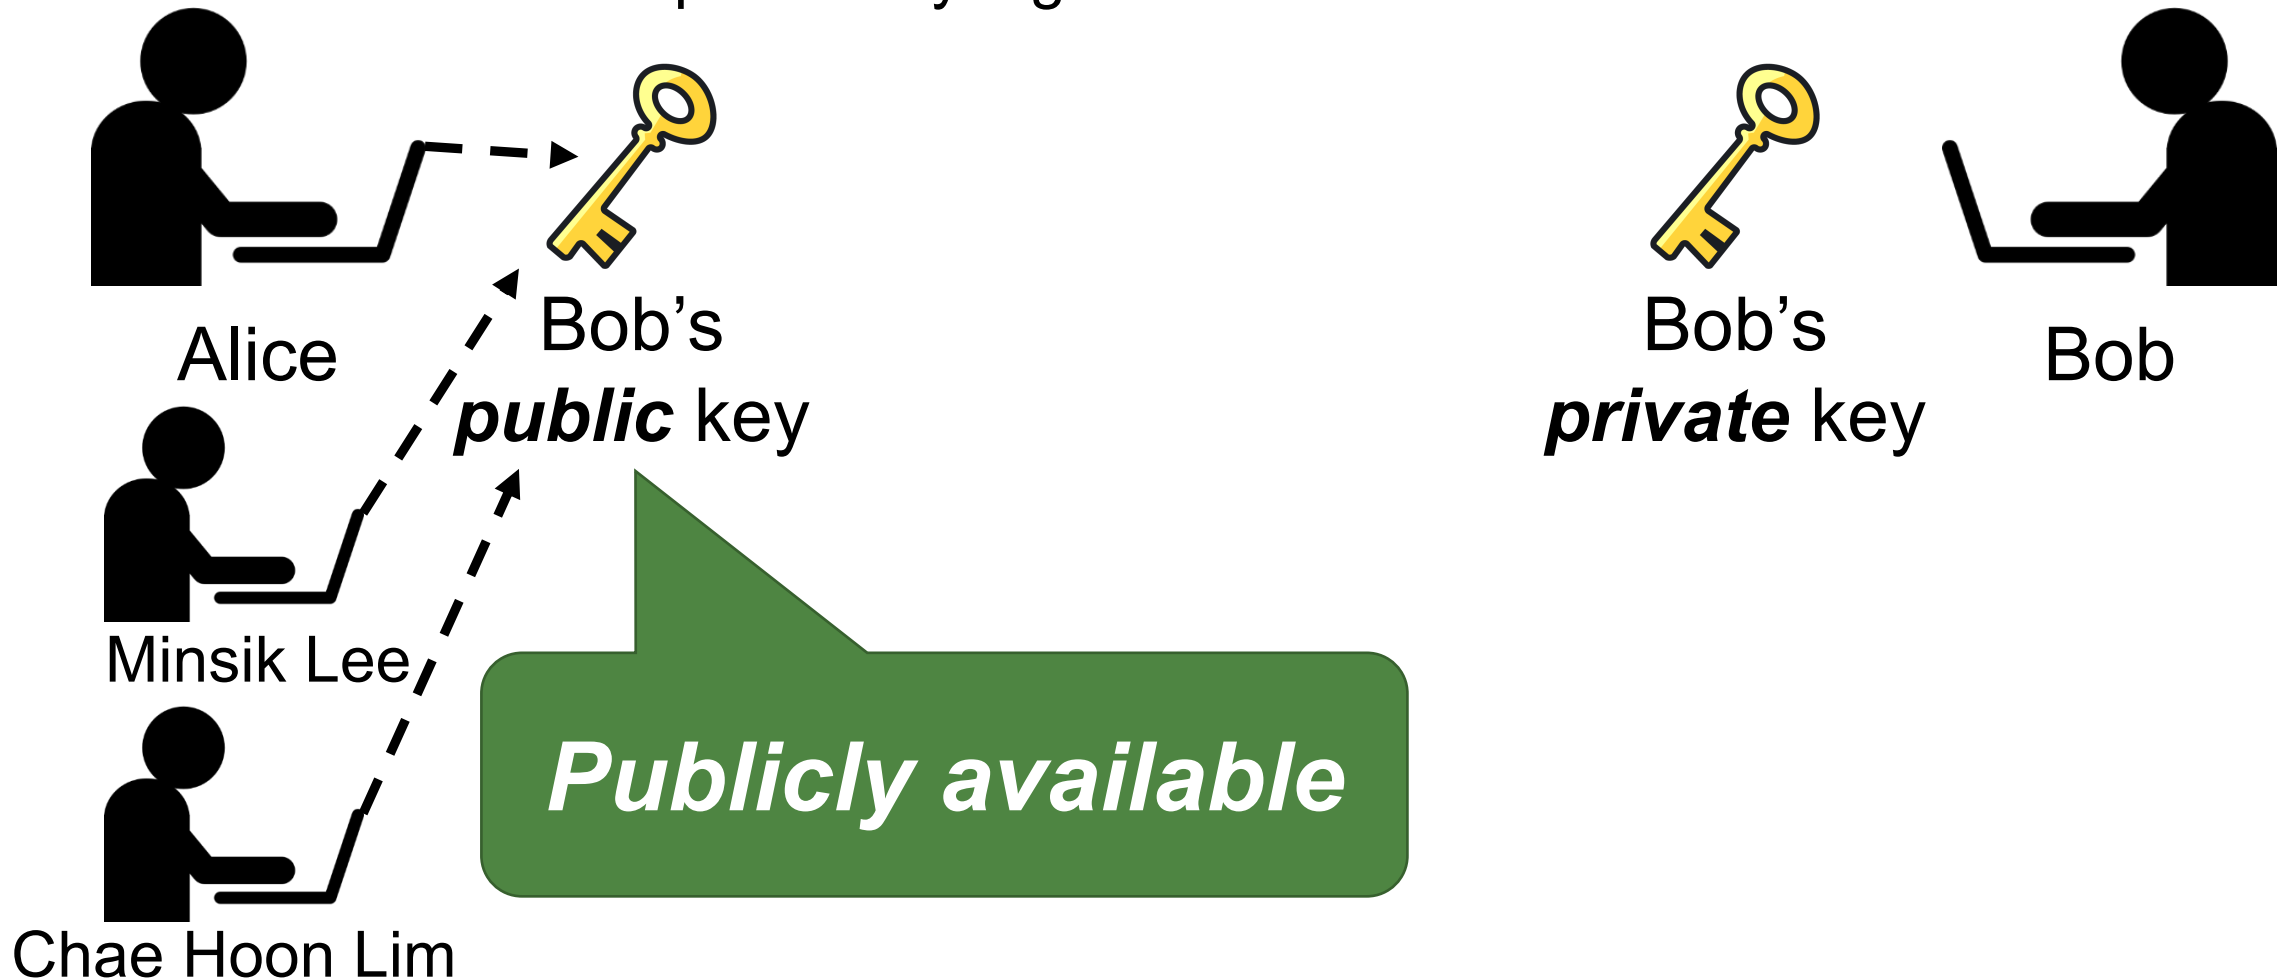 Alice
Bob’s
public key
Bob’s
private key
Bob
Minsik Lee
Publicly available
Chae Hoon Lim